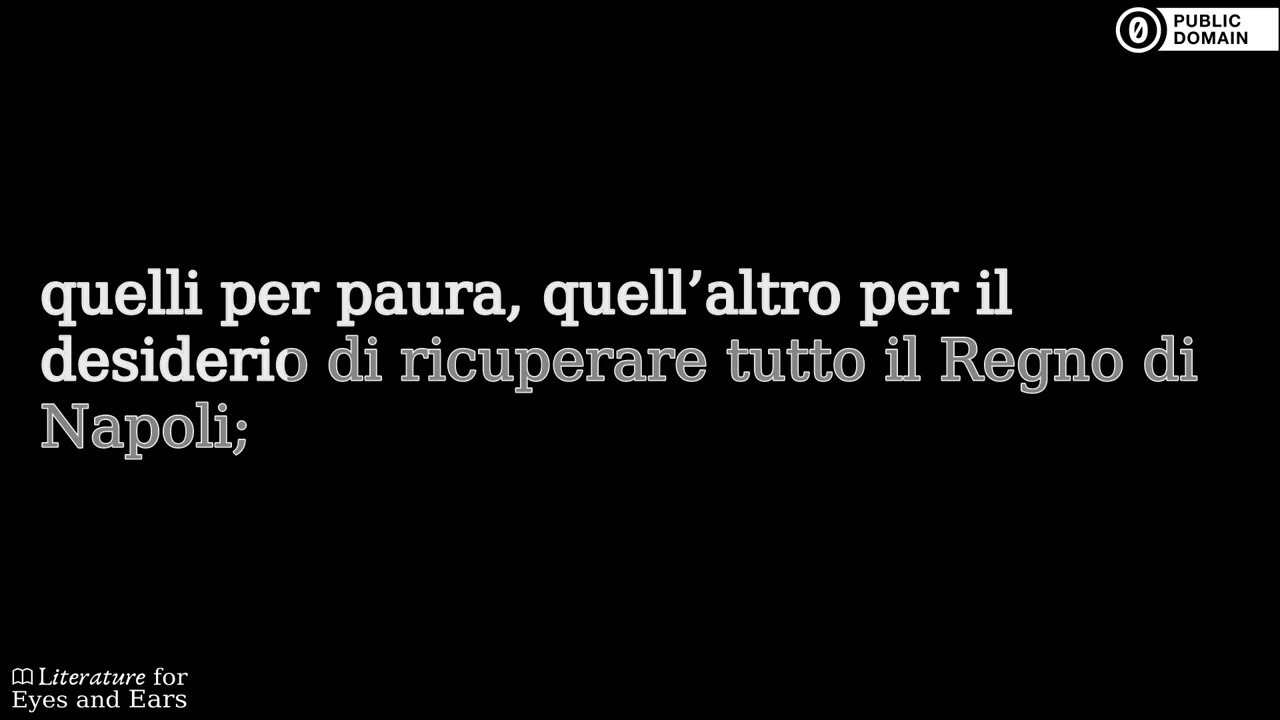 PUBLIC
DOMAIN
quelli per paura, quell’altro per il
desiderio di ricuperare tutto il Regno di
Napoli;
Literature for
Eyes and Ears